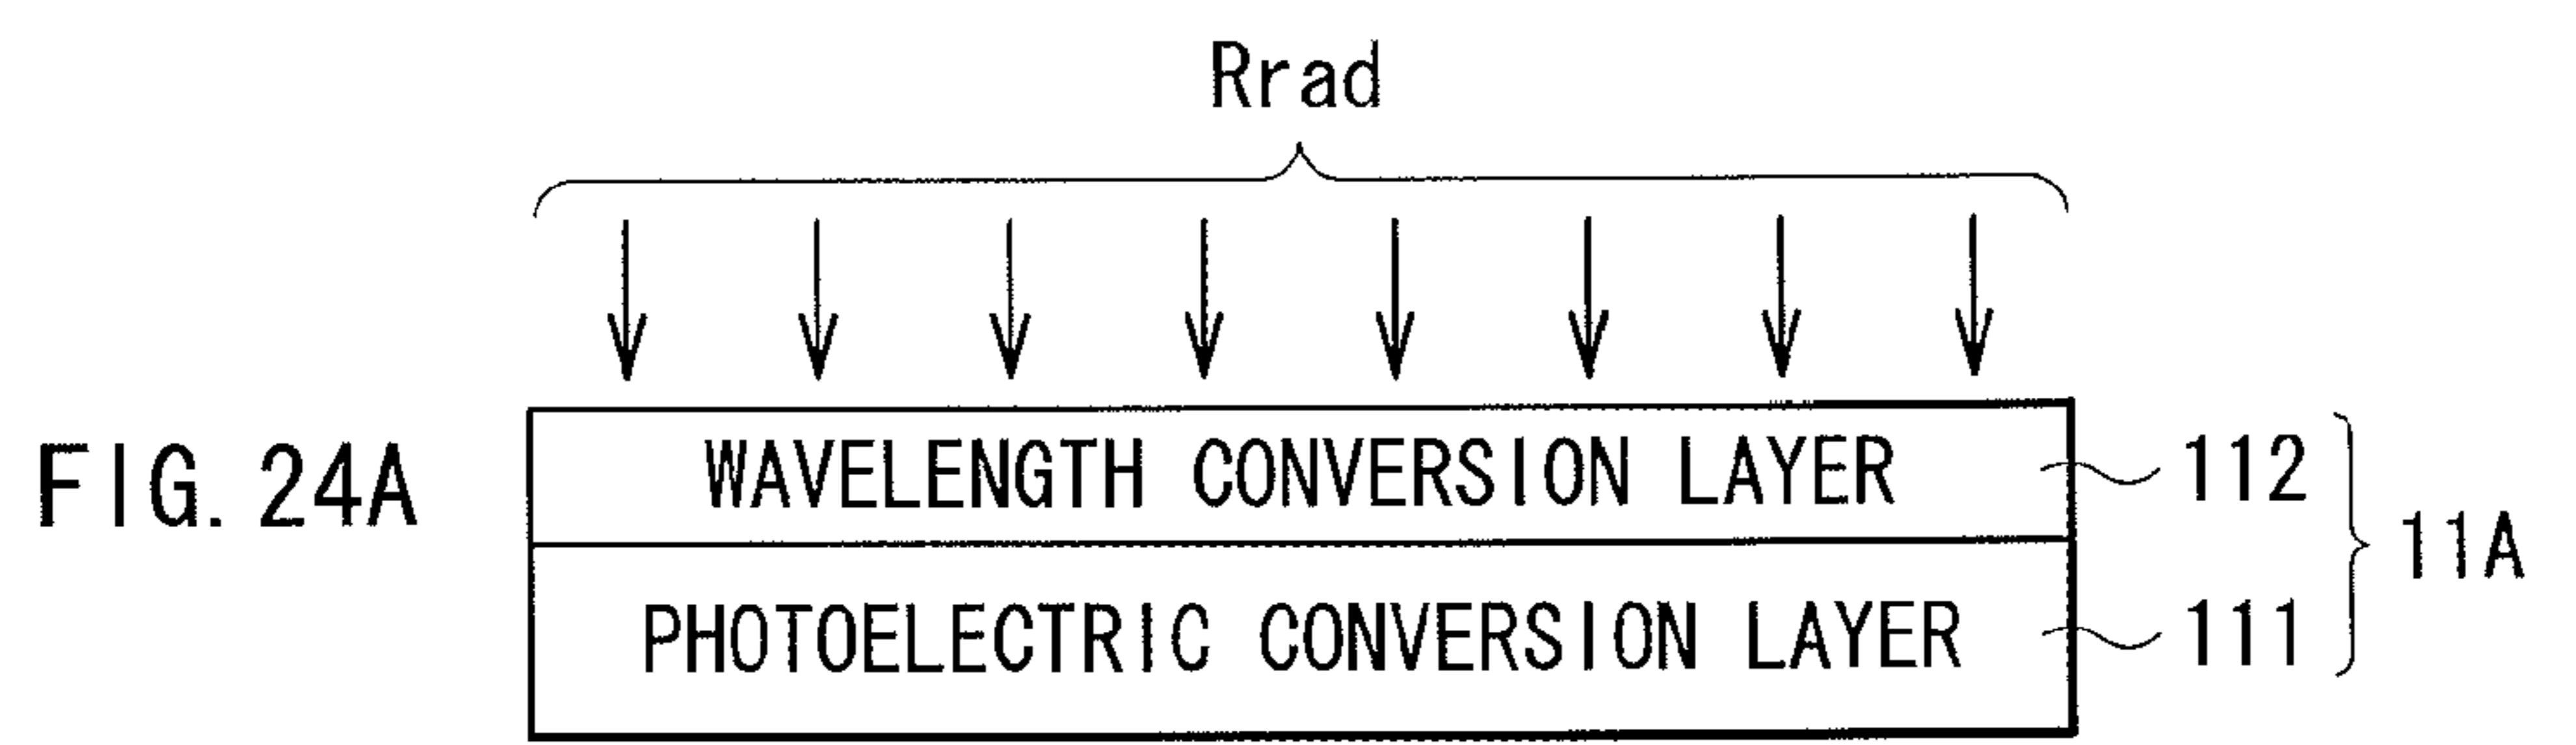 Rrad
FIG. 24A
WAVELENGTH CONVERSION LAYER
112
11A
PHOTOELECTRIC CONVERSION LAYER
111